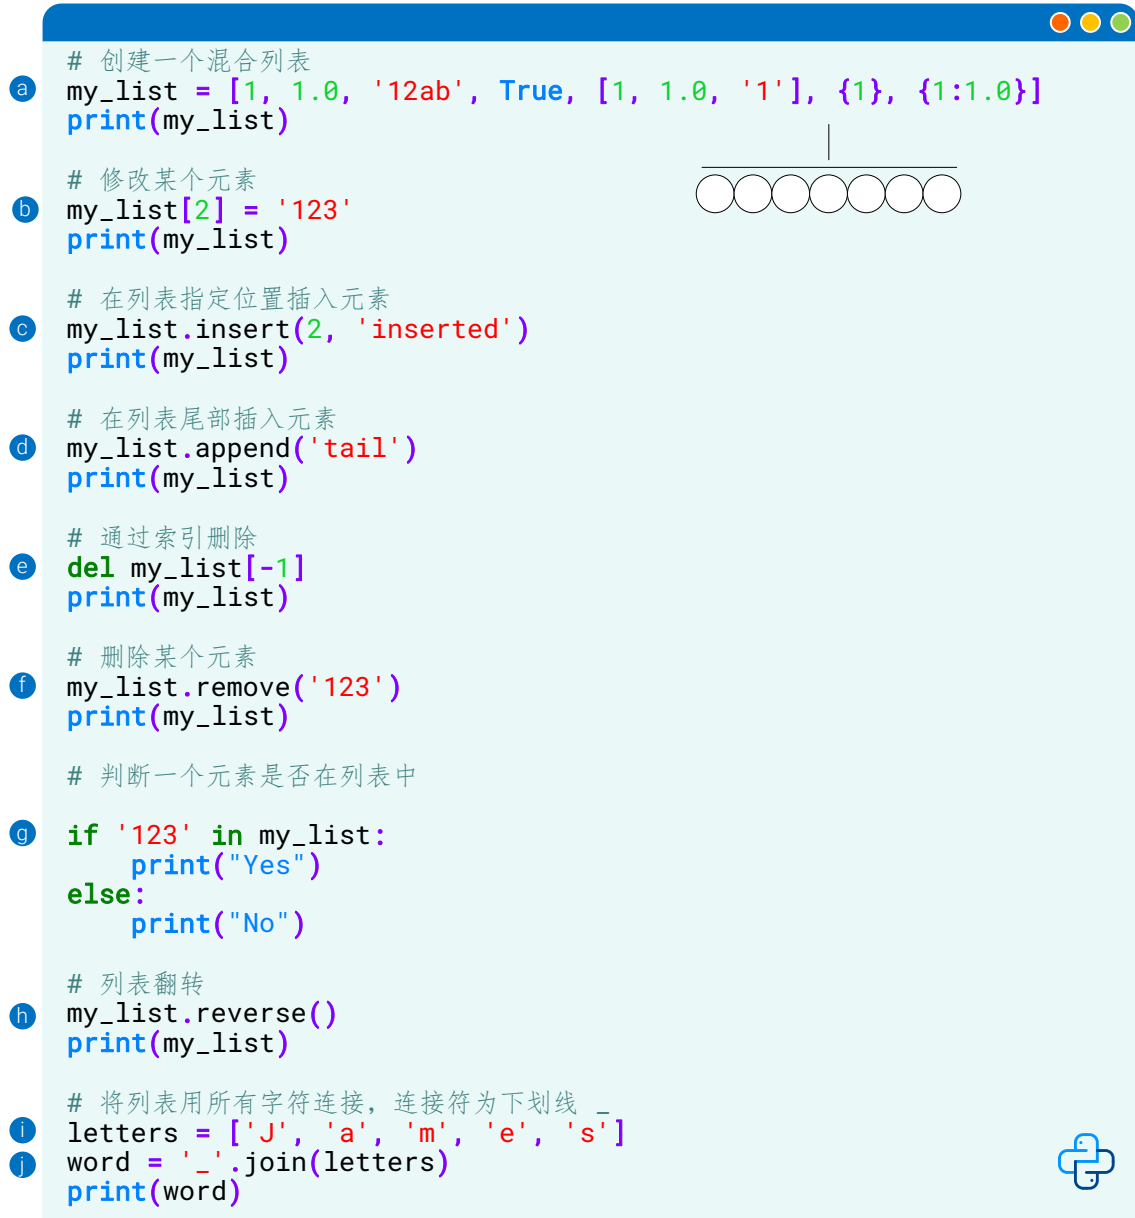 # 创建一个混合列表
a my_list = [1, 1.0, '12ab', True, [1, 1.0, '1'], {1}, {1:1.0}]
print(my_list)
# 修改某个元素
b my_list[2] = '123'
print(my_list)
# 在列表指定位置插入元素
c my_list.insert(2, 'inserted')
print(my_list)
# 在列表尾部插入元素
d my_list.append('tail')
print(my_list)
# 通过索引删除
e del my_list[-1]
print(my_list)
# 删除某个元素
f my_list.remove('123')
print(my_list)
# 判断一个元素是否在列表中
g if '123' in my_list:
print("Yes")
else:
print("No")
# 列表翻转
h my_list.reverse()
print(my_list)
# 将列表用所有字符连接，连接符为下划线 _
i letters = ['J', 'a', 'm', 'e', 's']
j word = '_'.join(letters)
print(word)